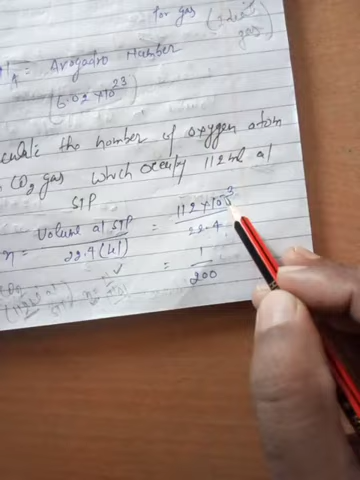 for gas
gas
A = Avogadro Number
(6.02 × 10²³
the number of oxygen atom
CO₂ gas which occupy 112 ml at
STP
n = Volume at STP / 22.4 (at) = 112 × 10⁻³ / 22.4
= 1 / 200